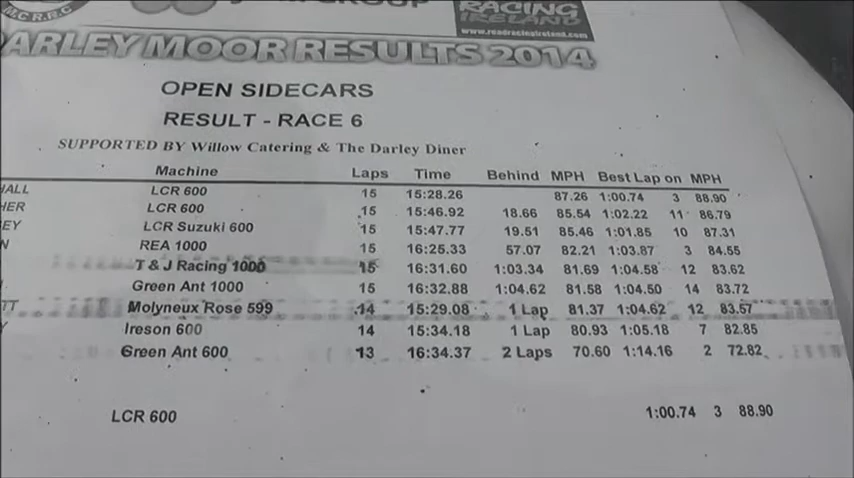 M.C.R.R.C
GROUP
RACING
IRELAND
www.roadracingireland.com
DARLEY MOOR RESULTS 2014
OPEN SIDECARS
RESULT - RACE 6
SUPPORTED BY Willow Catering & The Darley Diner
Machine Laps Time Behind MPH Best Lap on MPH
HALL LCR 600 15 15:28.26 87.26 1:00.74 3 88.90
HER LCR 600 15 15:46.92 18.66 85.54 1:02.22 11 86.79
EY LCR Suzuki 600 15 15:47.77 19.51 85.46 1:01.85 10 87.31
N REA 1000 15 16:25.33 57.07 82.21 1:03.87 3 84.55
T & J Racing 1000 15 16:31.60 1:03.34 81.69 1:04.58 12 83.62
Green Ant 1000 15 16:32.88 1:04.62 81.58 1:04.50 14 83.72
TT Molyneux Rose 599 14 15:29.08 1 Lap 81.37 1:04.62 12 83.57
Y Ireson 600 14 15:34.18 1 Lap 80.93 1:05.18 7 82.85
Green Ant 600 13 16:34.37 2 Laps 70.60 1:14.16 2 72.82
LCR 600 1:00.74 3 88.90